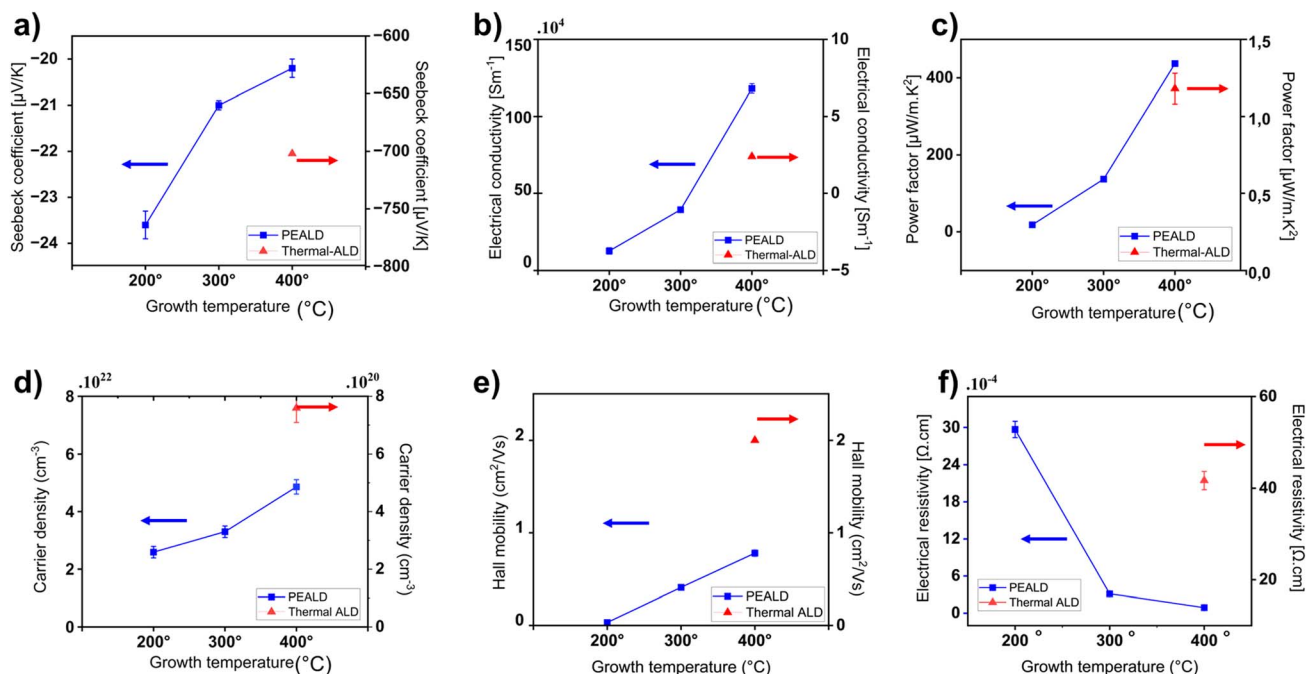 a)
−600
−20
−21
−22
−23
−24
Seebeck coefficient [µV/K]
−650
−700
−750
−800
Seebeck coefficient [µV/K]
PEALD
Thermal-ALD
200° 300° 400°
Growth temperature (°C)
b)
.10⁴
150
100
50
0
Electrical conductivity [Sm⁻¹]
10
5
0
−5
Electrical conductivity [Sm⁻¹]
PEALD
Thermal-ALD
200° 300° 400°
Growth temperature (°C)
c)
400
200
0
Power factor [µW/m.K²]
1,5
1,0
0,5
0,0
Power factor [µW/m.K²]
PEALD
Thermal-ALD
200° 300° 400°
Growth temperature (°C)
d)
.10²²
.10²⁰
8
6
4
2
0
Carrier density (cm⁻³)
8
6
4
2
0
Carrier density (cm⁻³)
PEALD
Thermal ALD
200° 300° 400°
Growth temperature (°C)
e)
2
1
0
Hall mobility (cm²/Vs)
2
1
0
Hall mobility (cm²/Vs)
PEALD
Thermal ALD
200° 300° 400°
Growth temperature (°C)
f)
.10⁻⁴
30
24
18
12
6
0
Electrical resistivity [Ω.cm]
60
40
20
Electrical resistivity [Ω.cm]
PEALD
Thermal ALD
200 ° 300 ° 400 °
Growth temperature (°C)